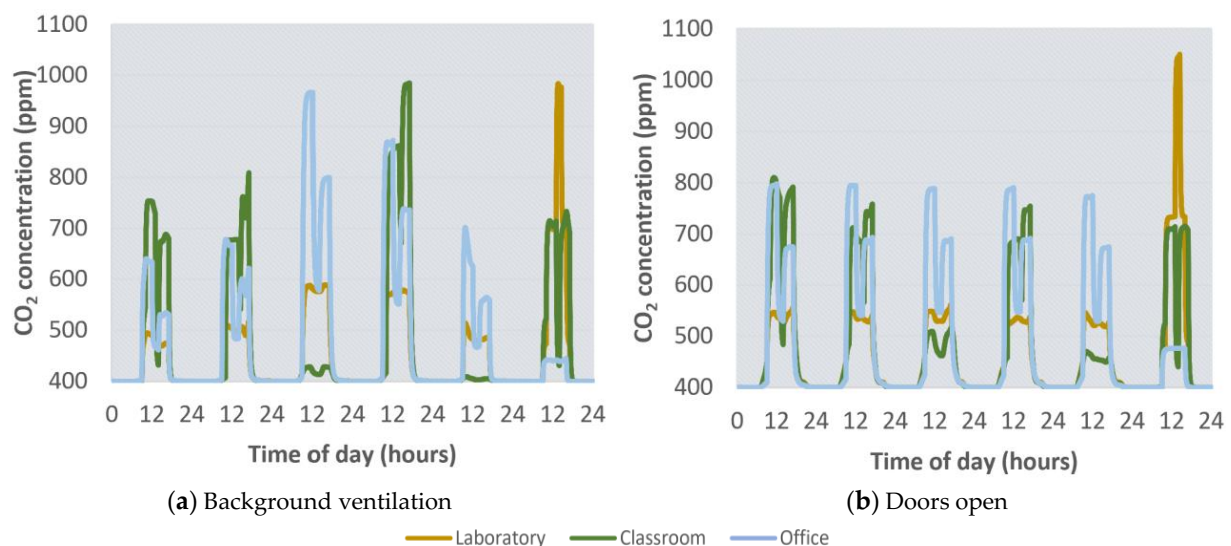 1100
1000
900
800
700
600
500
400
CO2 concentration (ppm)
0 12 24 12 24 12 24 12 24 12 24 12 24
Time of day (hours)
(a) Background ventilation
1100
1000
900
800
700
600
500
400
CO2 concentration (ppm)
0 12 24 12 24 12 24 12 24 12 24 12 24
Time of day (hours)
(b) Doors open
Laboratory Classroom Office